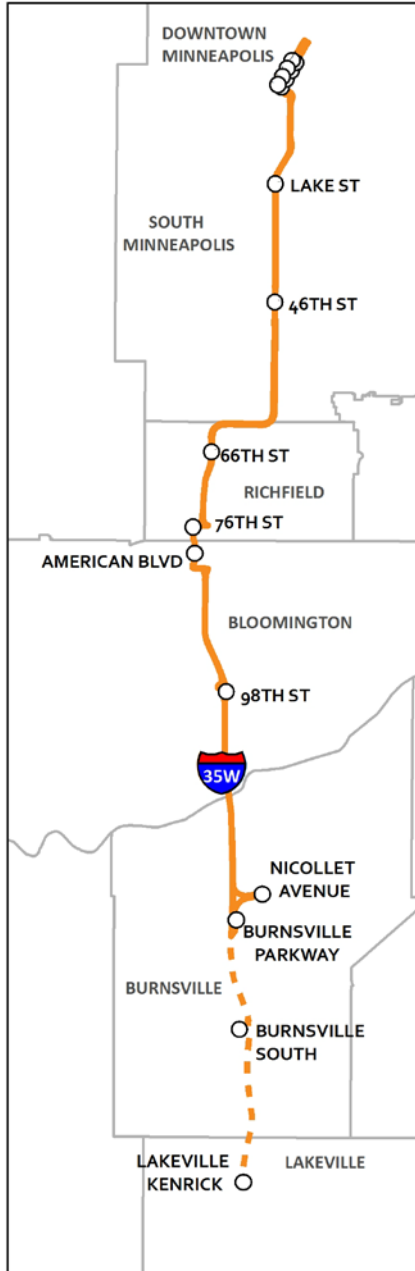 DOWNTOWN
MINNEAPOLIS
LAKE ST
SOUTH
MINNEAPOLIS
46TH ST
66TH ST
RICHFIELD
76TH ST
AMERICAN BLVD
BLOOMINGTON
98TH ST
35W
NICOLLET
AVENUE
BURNSVILLE
PARKWAY
BURNSVILLE
BURNSVILLE
SOUTH
LAKEVILLE
KENRICK
LAKEVILLE